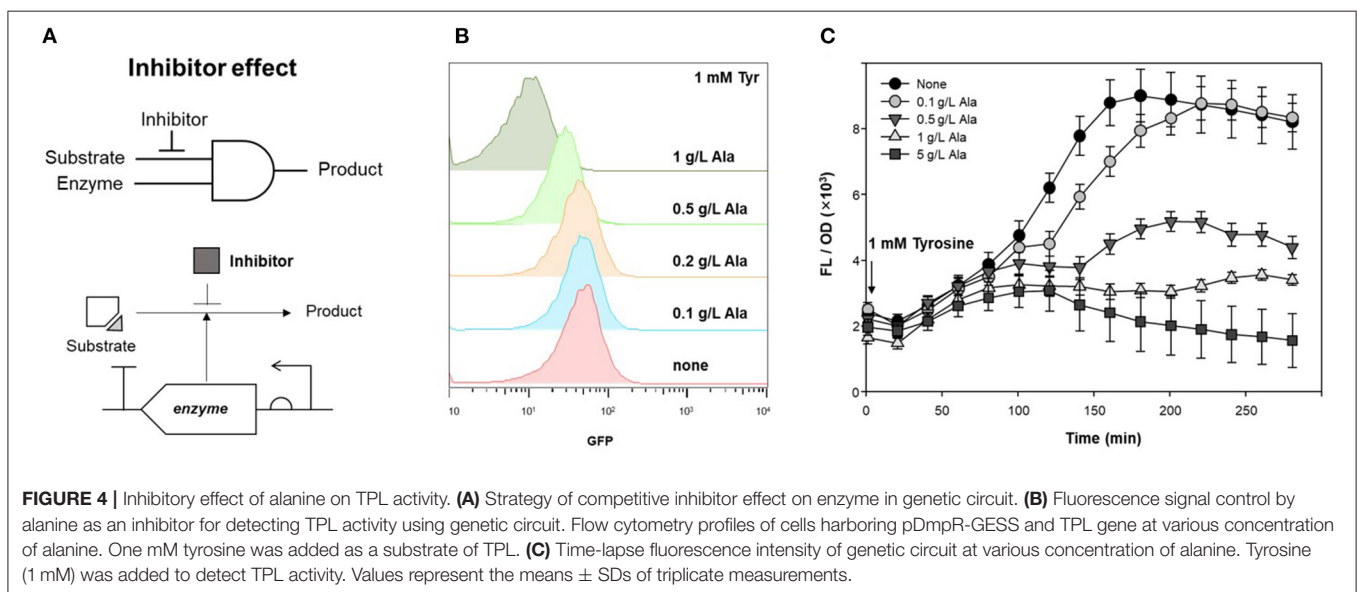 A
Inhibitor effect
Inhibitor
Substrate
Enzyme
Product
Inhibitor
Product
Substrate
enzyme
B
1 mM Tyr
1 g/L Ala
0.5 g/L Ala
0.2 g/L Ala
0.1 g/L Ala
none
10 10¹ 10² 10³ 10⁴
GFP
C
None
0.1 g/L Ala
0.5 g/L Ala
1 g/L Ala
5 g/L Ala
1 mM Tyrosine
FL / OD (×10³)
8
6
4
2
0
0 50 100 150 200 250
Time (min)
FIGURE 4 | Inhibitory effect of alanine on TPL activity. (A) Strategy of competitive inhibitor effect on enzyme in genetic circuit. (B) Fluorescence signal control by
alanine as an inhibitor for detecting TPL activity using genetic circuit. Flow cytometry profiles of cells harboring pDmpR-GESS and TPL gene at various concentration
of alanine. One mM tyrosine was added as a substrate of TPL. (C) Time-lapse fluorescence intensity of genetic circuit at various concentration of alanine. Tyrosine
(1 mM) was added to detect TPL activity. Values represent the means ± SDs of triplicate measurements.